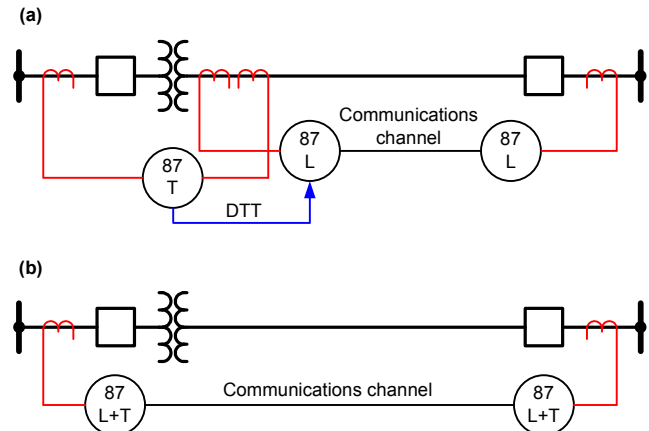 (a)
Communications
channel
87
L
87
L
87
T
DTT
(b)
Communications channel
87
L+T
87
L+T